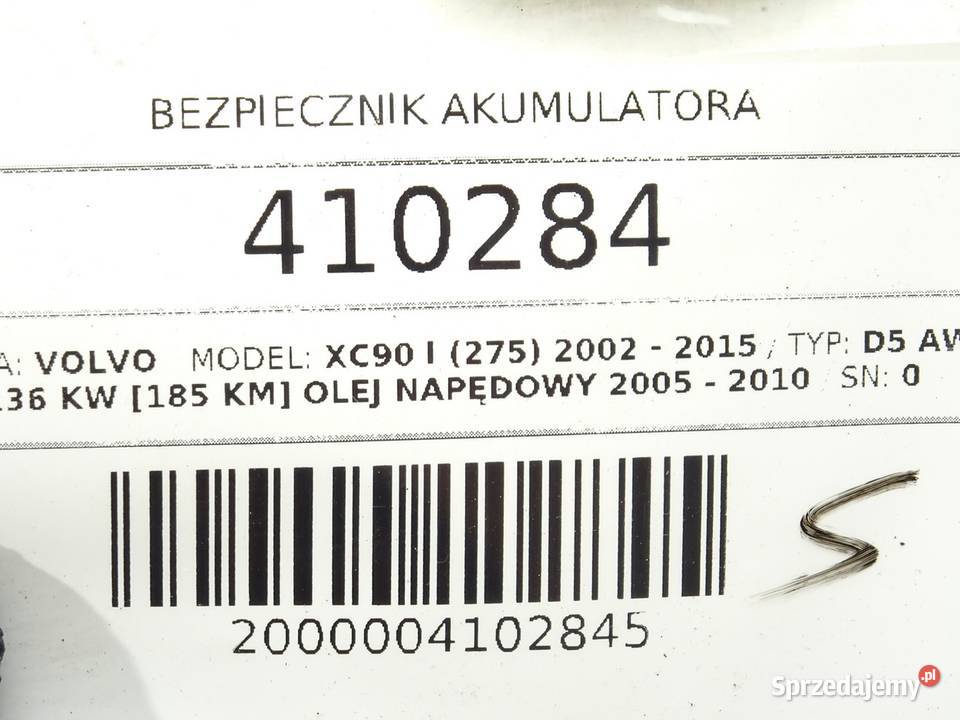 BEZPIECZNIK AKUMULATORA
410284
A: VOLVO MODEL: XC90 I (275) 2002 - 2015 / TYP: D5 AW
136 KW [185 KM] OLEJ NAPĘDOWY 2005 - 2010 / SN: 0
S
2000004102845
Sprzedajemy.pl